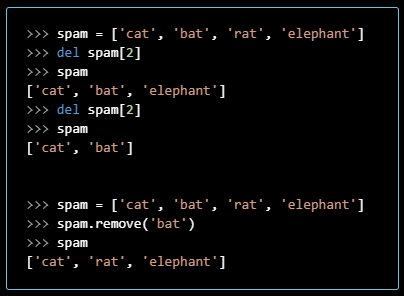 >>> spam = ['cat', 'bat', 'rat', 'elephant']
>>> del spam[2]
>>> spam
['cat', 'bat', 'elephant']
>>> del spam[2]
>>> spam
['cat', 'bat']
>>> spam = ['cat', 'bat', 'rat', 'elephant']
>>> spam.remove('bat')
>>> spam
['cat', 'rat', 'elephant']